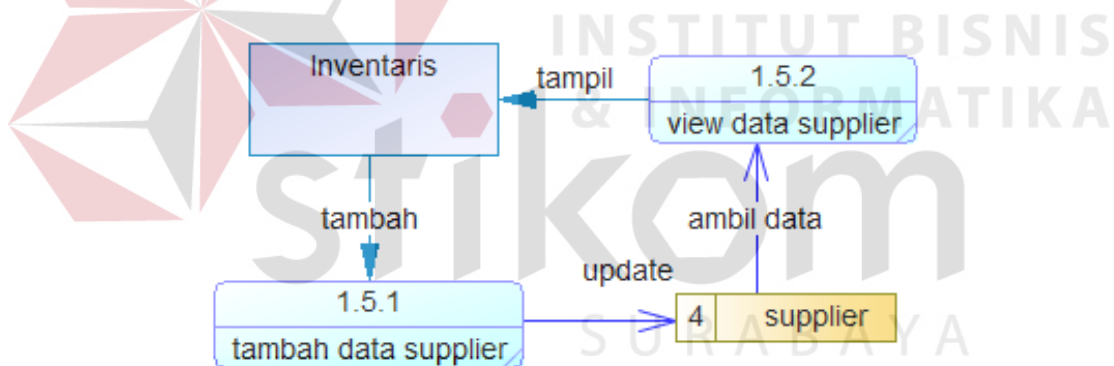 INSTITUT BISNIS
& INFORMATIKA
stikom
SURABAYA
Inventaris
tampil
1.5.2
view data supplier
tambah
ambil data
update
1.5.1
tambah data supplier
4 supplier